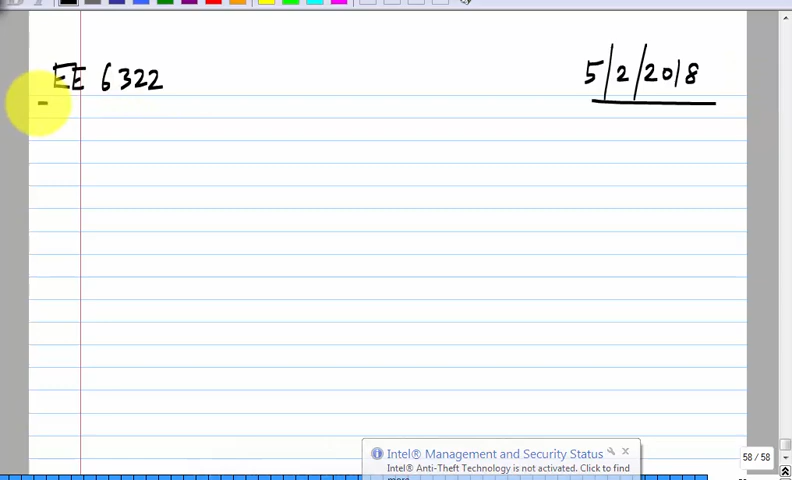 EE 6322
5/2/2018
58 / 58
Intel® Management and Security Status
Intel® Anti-Theft Technology is not activated. Click to find
more